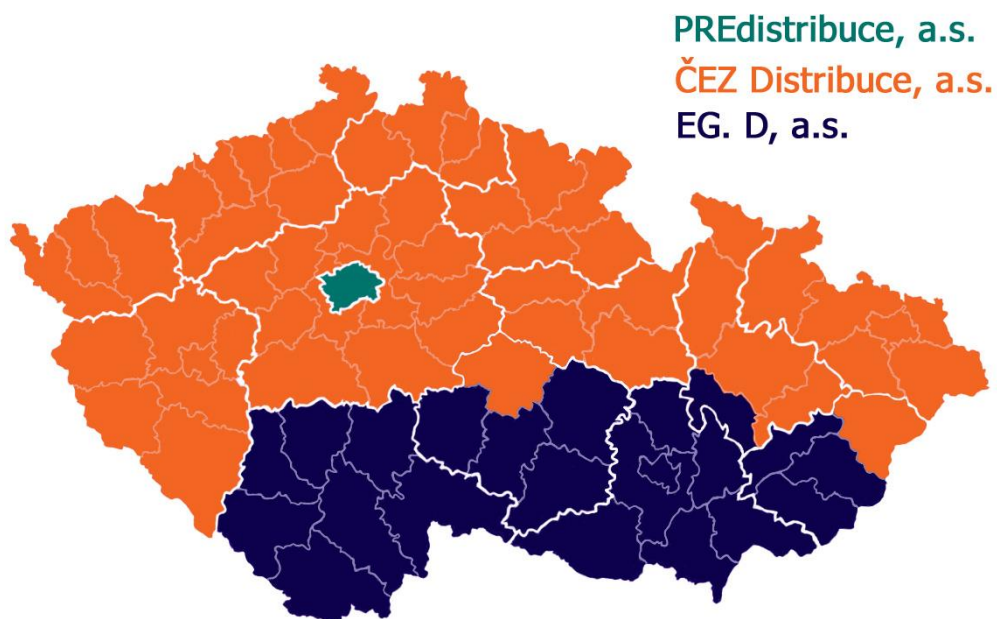 PREdistribuce, a.s.
ČEZ Distribuce, a.s.
EG. D, a.s.